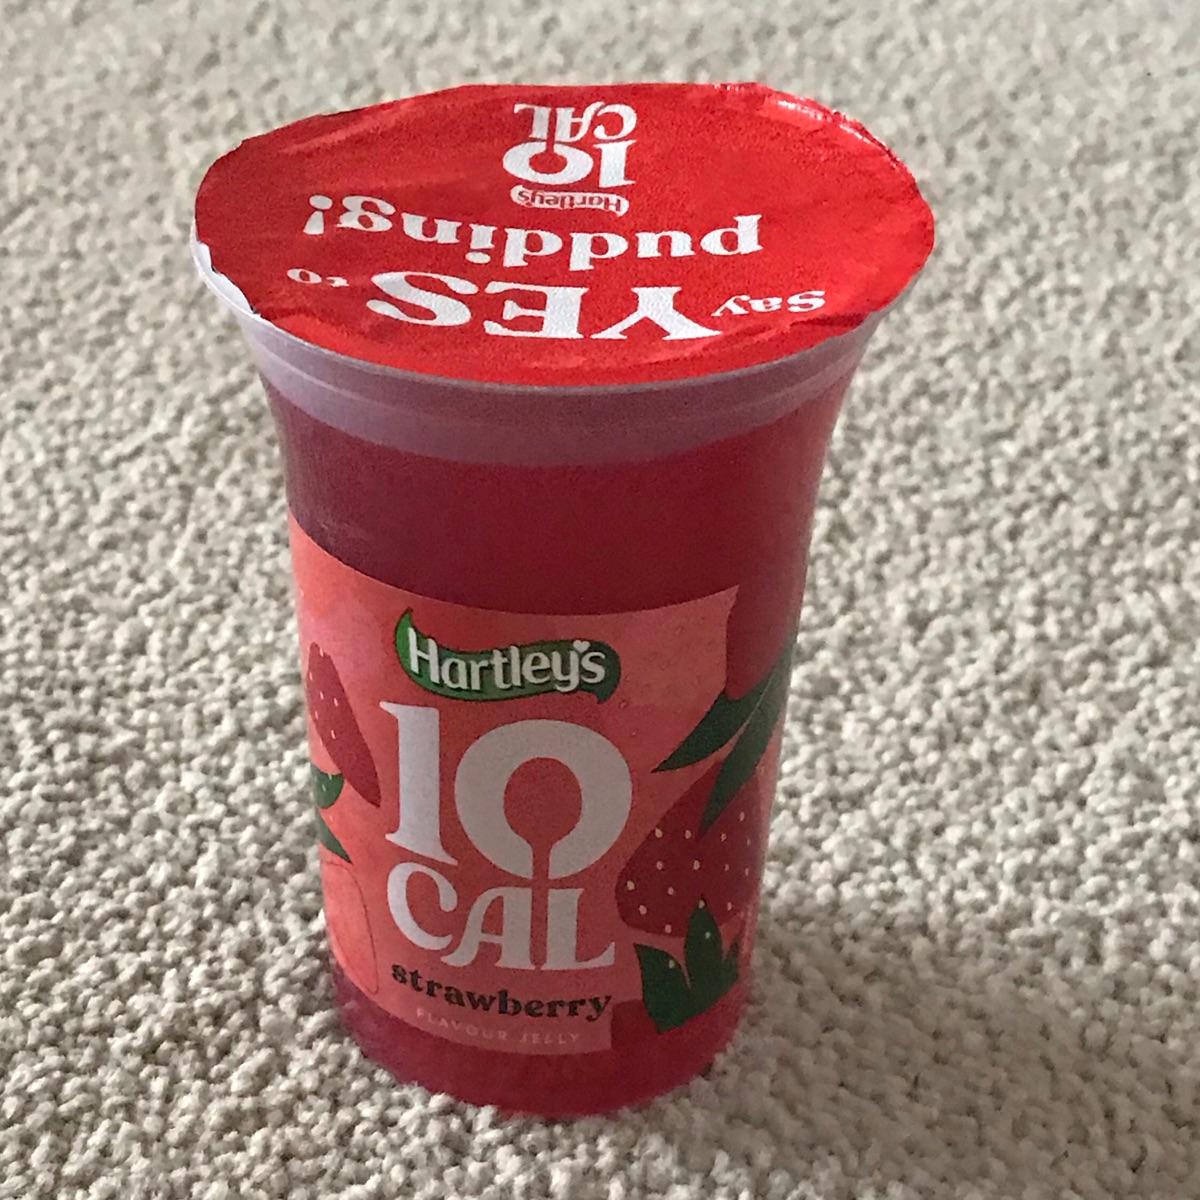 Say
YES to
pudding!
Hartley's
10
CAL
Hartley's
10
CAL
strawberry
FLAVOUR JELLY